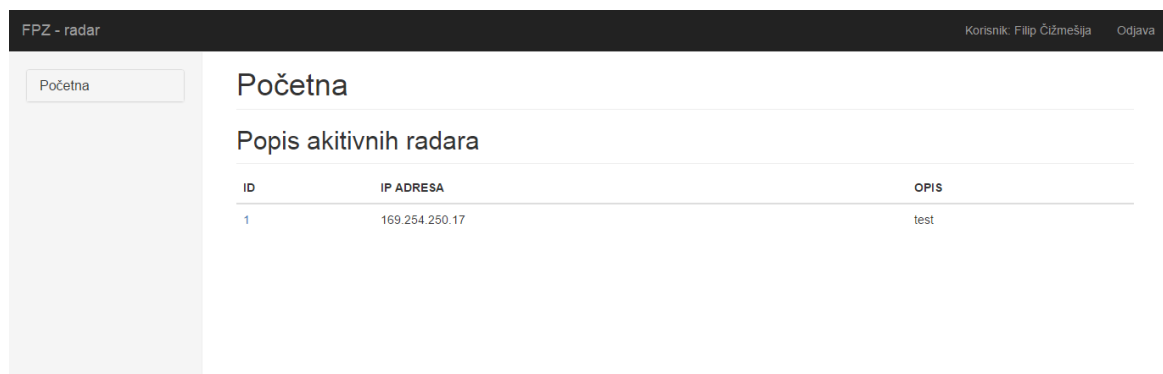 FPZ - radar Korisnik: Filip Čižmešija Odjava
Početna
Početna
Popis akitivnih radara
ID IP ADRESA OPIS
1 169.254.250.17 test